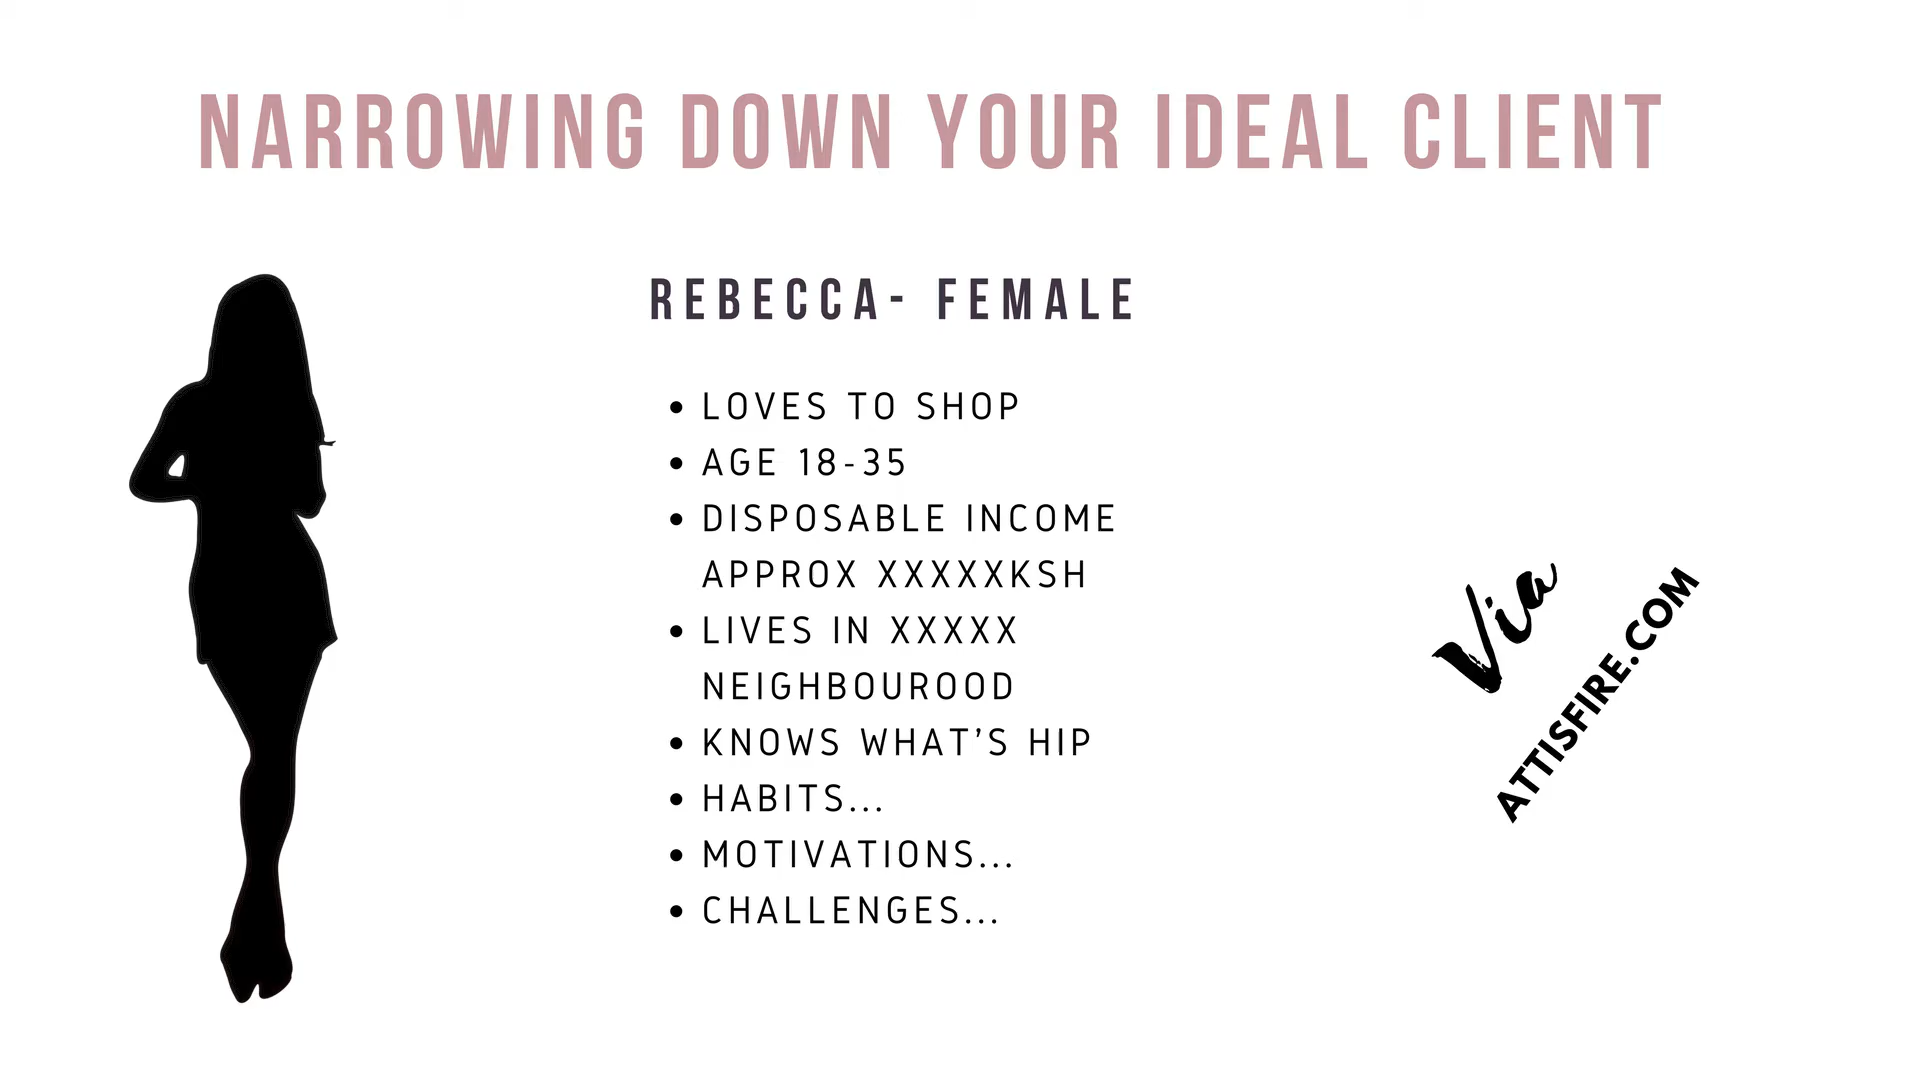 NARROWING DOWN YOUR IDEAL CLIENT
REBECCA- FEMALE
• LOVES TO SHOP
• AGE 18-35
• DISPOSABLE INCOME
APPROX XXXXXKSH
• LIVES IN XXXXX
NEIGHBOUROOD
• KNOWS WHAT'S HIP
• HABITS...
• MOTIVATIONS...
• CHALLENGES...
Via
ATTISFIRE.COM